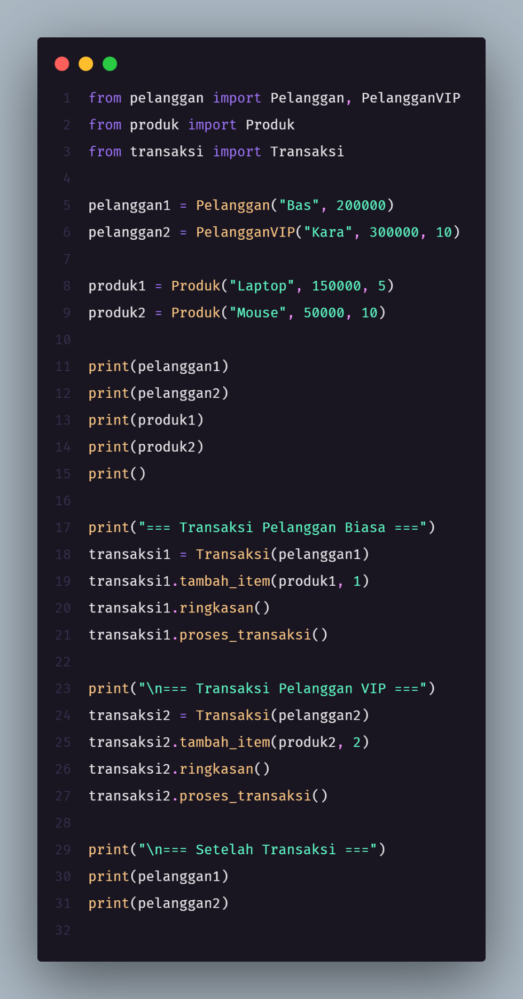 1 from pelanggan import Pelanggan, PelangganVIP
2 from produk import Produk
3 from transaksi import Transaksi
4
5 pelanggan1 = Pelanggan("Bas", 200000)
6 pelanggan2 = PelangganVIP("Kara", 300000, 10)
7
8 produk1 = Produk("Laptop", 150000, 5)
9 produk2 = Produk("Mouse", 50000, 10)
10
11 print(pelanggan1)
12 print(pelanggan2)
13 print(produk1)
14 print(produk2)
15 print()
16
17 print("=== Transaksi Pelanggan Biasa ===")
18 transaksi1 = Transaksi(pelanggan1)
19 transaksi1.tambah_item(produk1, 1)
20 transaksi1.ringkasan()
21 transaksi1.proses_transaksi()
22
23 print("\n=== Transaksi Pelanggan VIP ===")
24 transaksi2 = Transaksi(pelanggan2)
25 transaksi2.tambah_item(produk2, 2)
26 transaksi2.ringkasan()
27 transaksi2.proses_transaksi()
28
29 print("\n=== Setelah Transaksi ===")
30 print(pelanggan1)
31 print(pelanggan2)
32